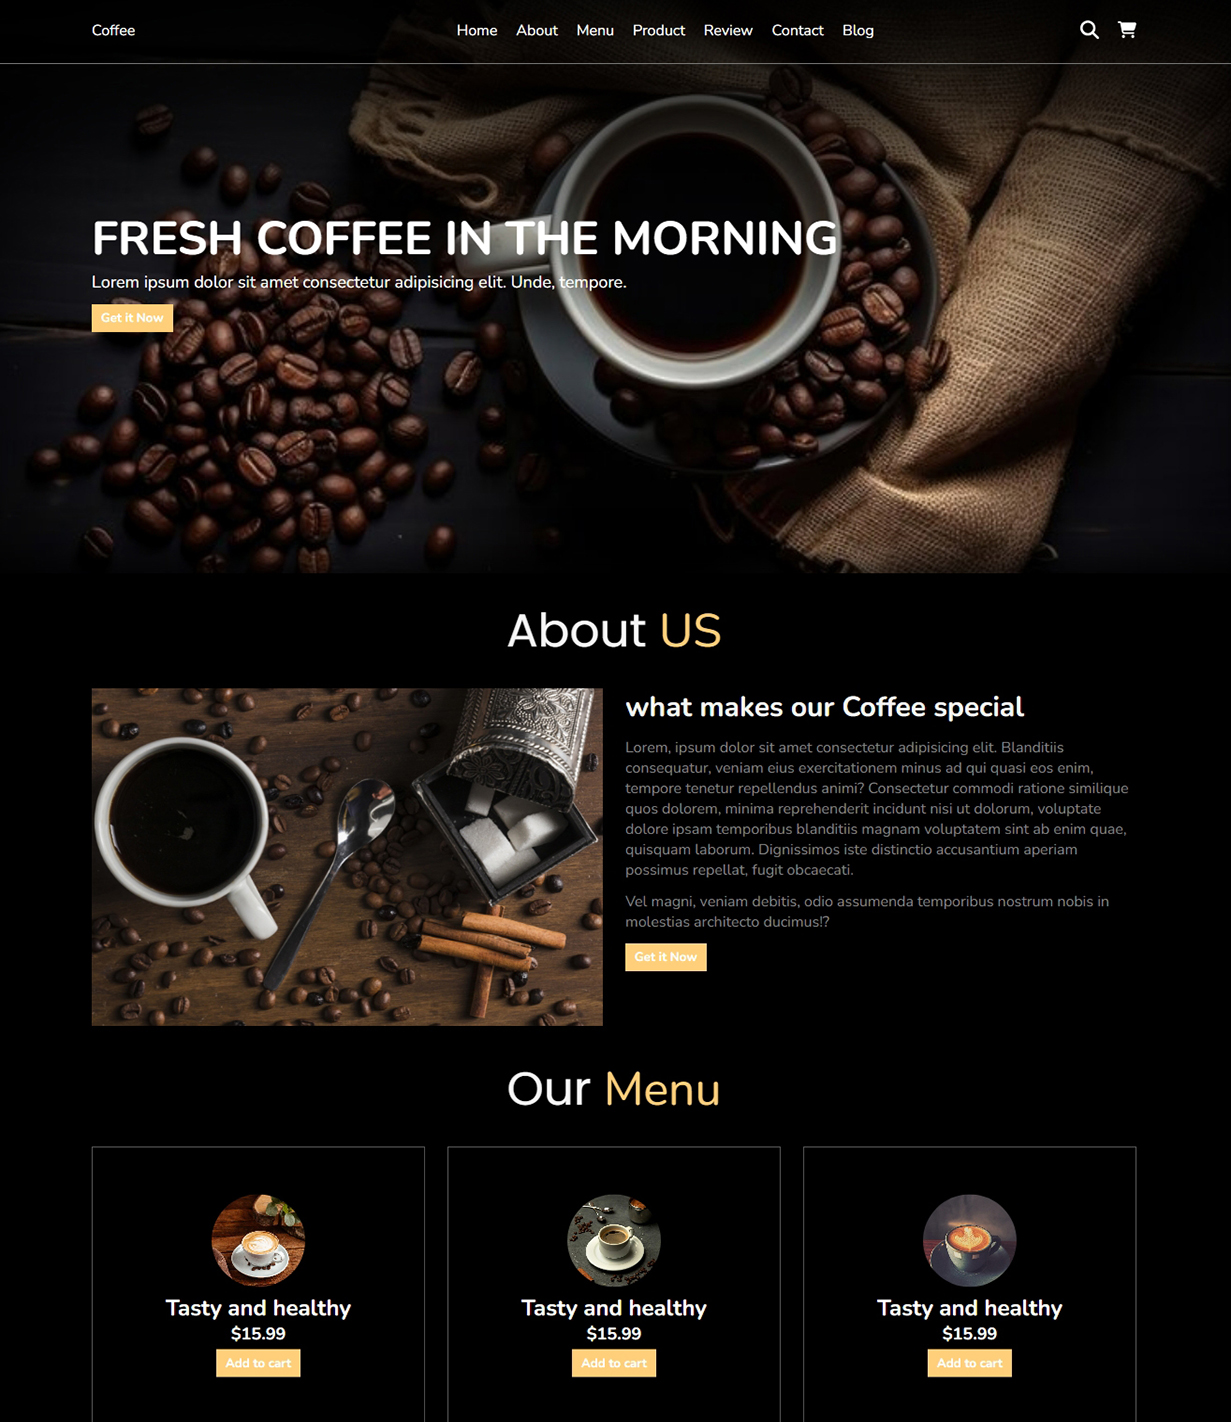 Coffee
Home About Menu Product Review Contact Blog
FRESH COFFEE IN THE MORNING
Lorem ipsum dolor sit amet consectetur adipisicing elit. Unde, tempore.
Get it Now
About US
what makes our Coffee special
Lorem, ipsum dolor sit amet consectetur adipisicing elit. Blanditiis
consequatur, veniam eius exercitationem minus ad qui quasi eos enim,
tempore tenetur repellendus animi? Consectetur commodi ratione similique
quos dolorem, minima reprehenderit incidunt nisi ut dolorum, voluptate
dolore ipsam temporibus blanditiis magnam voluptatem sint ab enim quae,
quisquam laborum. Dignissimos iste distinctio accusantium aperiam
possimus repellat, fugit obcaecati.
Vel magni, veniam debitis, odio assumenda temporibus nostrum nobis in
molestias architecto ducimus!?
Get it Now
Our Menu
Tasty and healthy
$15.99
Add to cart
Tasty and healthy
$15.99
Add to cart
Tasty and healthy
$15.99
Add to cart